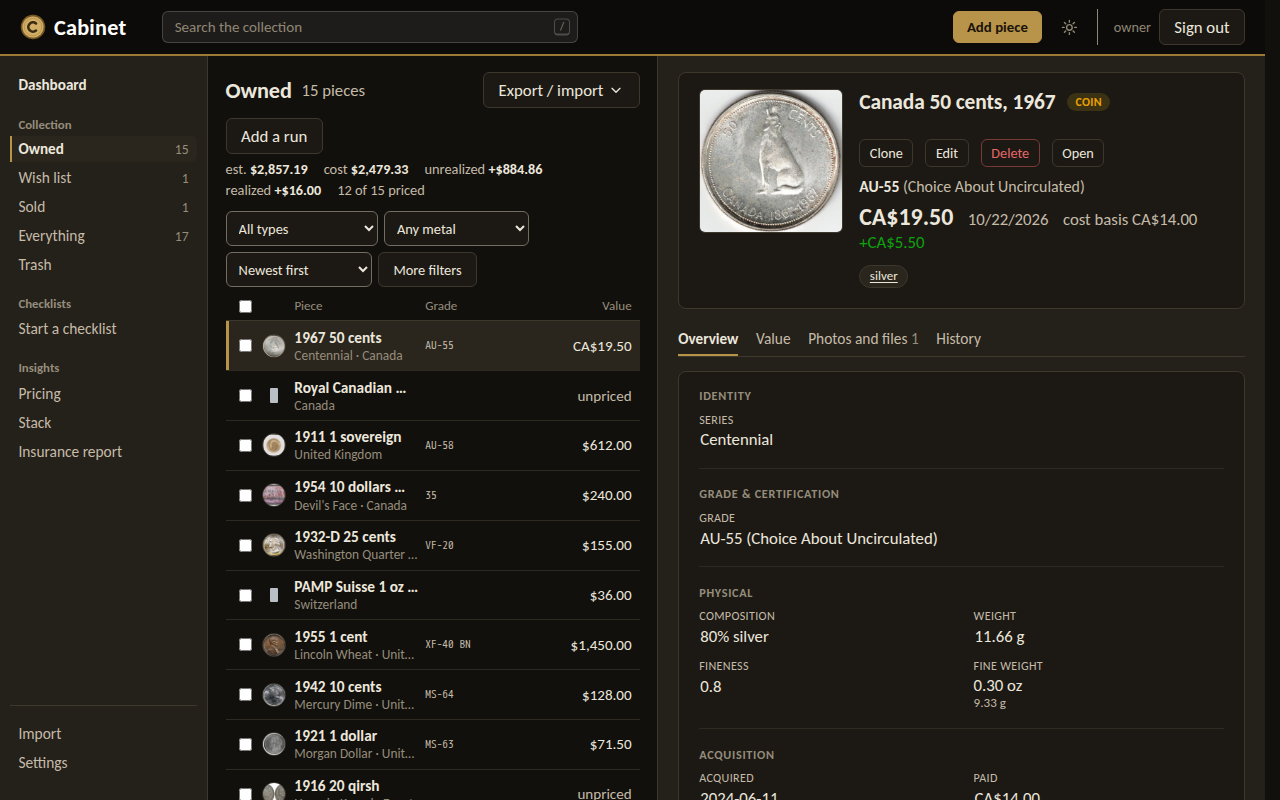 C Cabinet
Search the collection /
Add piece
owner
Sign out
Dashboard
Collection
Owned 15
Wish list 1
Sold 1
Everything 17
Trash
Checklists
Start a checklist
Insights
Pricing
Stack
Insurance report
Import
Settings
Owned 15 pieces
Export / import
Add a run
est. $2,857.19 cost $2,479.33 unrealized +$884.86
realized +$16.00 12 of 15 priced
All types
Any metal
Newest first
More filters
Piece Grade Value
1967 50 cents AU-55 CA$19.50
Centennial · Canada
Royal Canadian ... unpriced
Canada
1911 1 sovereign AU-58 $612.00
United Kingdom
1954 10 dollars ... 35 $240.00
Devil's Face · Canada
1932-D 25 cents VF-20 $155.00
Washington Quarter ...
PAMP Suisse 1 oz ... $36.00
Switzerland
1955 1 cent XF-40 BN $1,450.00
Lincoln Wheat · Unit...
1942 10 cents MS-64 $128.00
Mercury Dime · Unit...
1921 1 dollar MS-63 $71.50
Morgan Dollar · Unit...
1916 20 qirsh unpriced
50 CENTS
CANADA 1867-1967
Canada 50 cents, 1967 COIN
Clone
Edit
Delete
Open
AU-55 (Choice About Uncirculated)
CA$19.50 10/22/2026 cost basis CA$14.00
+CA$5.50
silver
Overview Value Photos and files 1 History
IDENTITY
SERIES
Centennial
GRADE & CERTIFICATION
GRADE
AU-55 (Choice About Uncirculated)
PHYSICAL
COMPOSITION WEIGHT
80% silver 11.66 g
FINENESS FINE WEIGHT
0.8 0.30 oz
9.33 g
ACQUISITION
ACQUIRED PAID
2024-06-11 CA$14.00